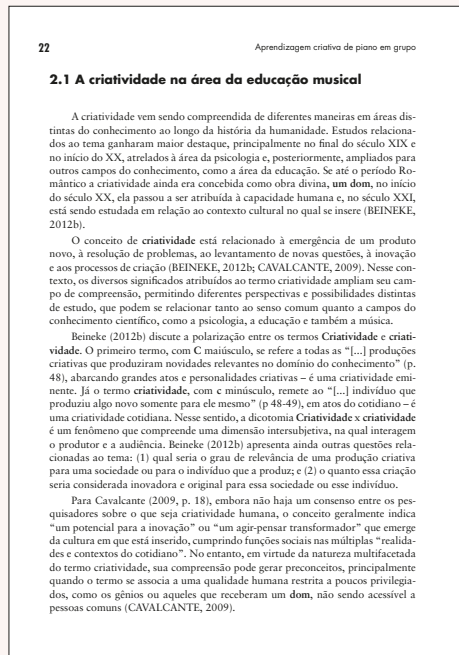 22
Aprendizagem criativa de piano em grupo
2.1 A criatividade na área da educação musical
A criatividade vem sendo compreendida de diferentes maneiras em áreas dis-
tintas do conhecimento ao longo da história da humanidade. Estudos relaciona-
dos ao tema ganharam maior destaque, principalmente no final do século XIX e
no início do XX, atrelados à área da psicologia e, posteriormente, ampliados para
outros campos do conhecimento, como a área da educação. Se até o período Ro-
mântico a criatividade ainda era concebida como obra divina, um dom, no início
do século XX, ela passou a ser atribuída à capacidade humana e, no século XXI,
está sendo estudada em relação ao contexto cultural no qual se insere (BEINEKE,
2012b).
O conceito de criatividade está relacionado à emergência de um produto
novo, à resolução de problemas, ao levantamento de novas questões, à inovação
e aos processos de criação (BEINEKE, 2012b; CAVALCANTE, 2009). Nesse con-
texto, os diversos significados atribuídos ao termo criatividade ampliam seu cam-
po de compreensão, permitindo diferentes perspectivas e possibilidades distintas
de estudo, que podem se relacionar tanto ao senso comum quanto a campos do
conhecimento científico, como a psicologia, a educação e também a música.
Beineke (2012b) discute a polarização entre os termos Criatividade e criati-
vidade. O primeiro termo, com C maiúsculo, se refere a todas as “[...] produções
criativas que produziram novidades relevantes no domínio do conhecimento” (p.
48), abarcando grandes atos e personalidades criativas – é uma criatividade emi-
nente. Já o termo criatividade, com c minúsculo, remete ao “[...] indivíduo que
produziu algo novo somente para ele mesmo” (p 48-49), em atos do cotidiano – é
uma criatividade cotidiana. Nesse sentido, a dicotomia Criatividade x criatividade
é um fenômeno que compreende uma dimensão intersubjetiva, na qual interagem
o produtor e a audiência. Beineke (2012b) apresenta ainda outras questões rela-
cionadas ao tema: (1) qual seria o grau de relevância de uma produção criativa
para uma sociedade ou para o indivíduo que a produz; e (2) o quanto essa criação
seria considerada inovadora e original para essa sociedade ou esse indivíduo.
Para Cavalcante (2009, p. 18), embora não haja um consenso entre os pes-
quisadores sobre o que seja criatividade humana, o conceito geralmente indica
“um potencial para a inovação” ou “um agir-pensar transformador” que emerge
da cultura em que está inserido, cumprindo funções sociais nas múltiplas “realida-
des e contextos do cotidiano”. No entanto, em virtude da natureza multifacetada
do termo criatividade, sua compreensão pode gerar preconceitos, principalmente
quando o termo se associa a uma qualidade humana restrita a poucos privilegia-
dos, como os gênios ou aqueles que receberam um dom, não sendo acessível a
pessoas comuns (CAVALCANTE, 2009).